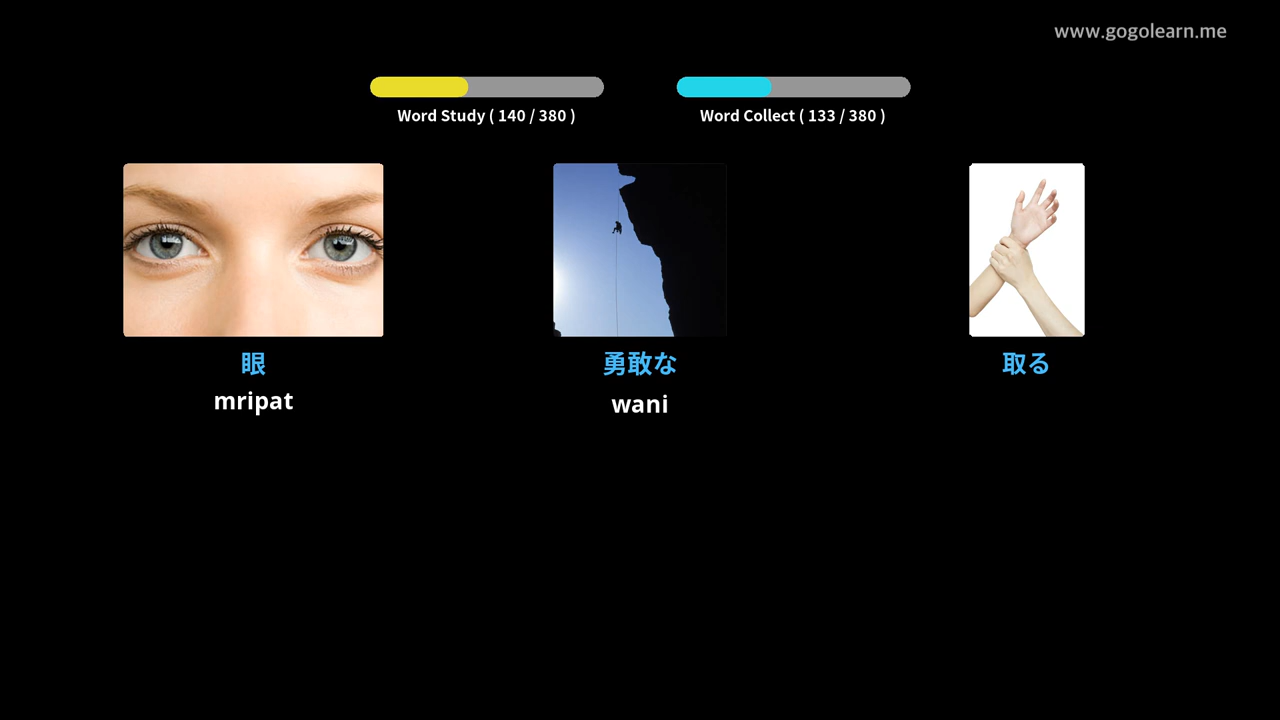 www.gogolearn.me
Word Study ( 140 / 380 )
Word Collect ( 133 / 380 )
眼
mripat
勇敢な
wani
取る